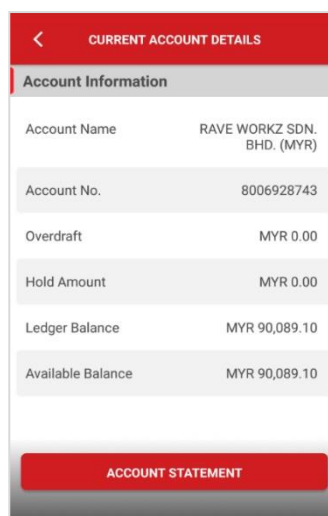 CURRENT ACCOUNT DETAILS
Account Information
Account Name RAVE WORKZ SDN.
BHD. (MYR)
Account No. 8006928743
Overdraft MYR 0.00
Hold Amount MYR 0.00
Ledger Balance MYR 90,089.10
Available Balance MYR 90,089.10
ACCOUNT STATEMENT